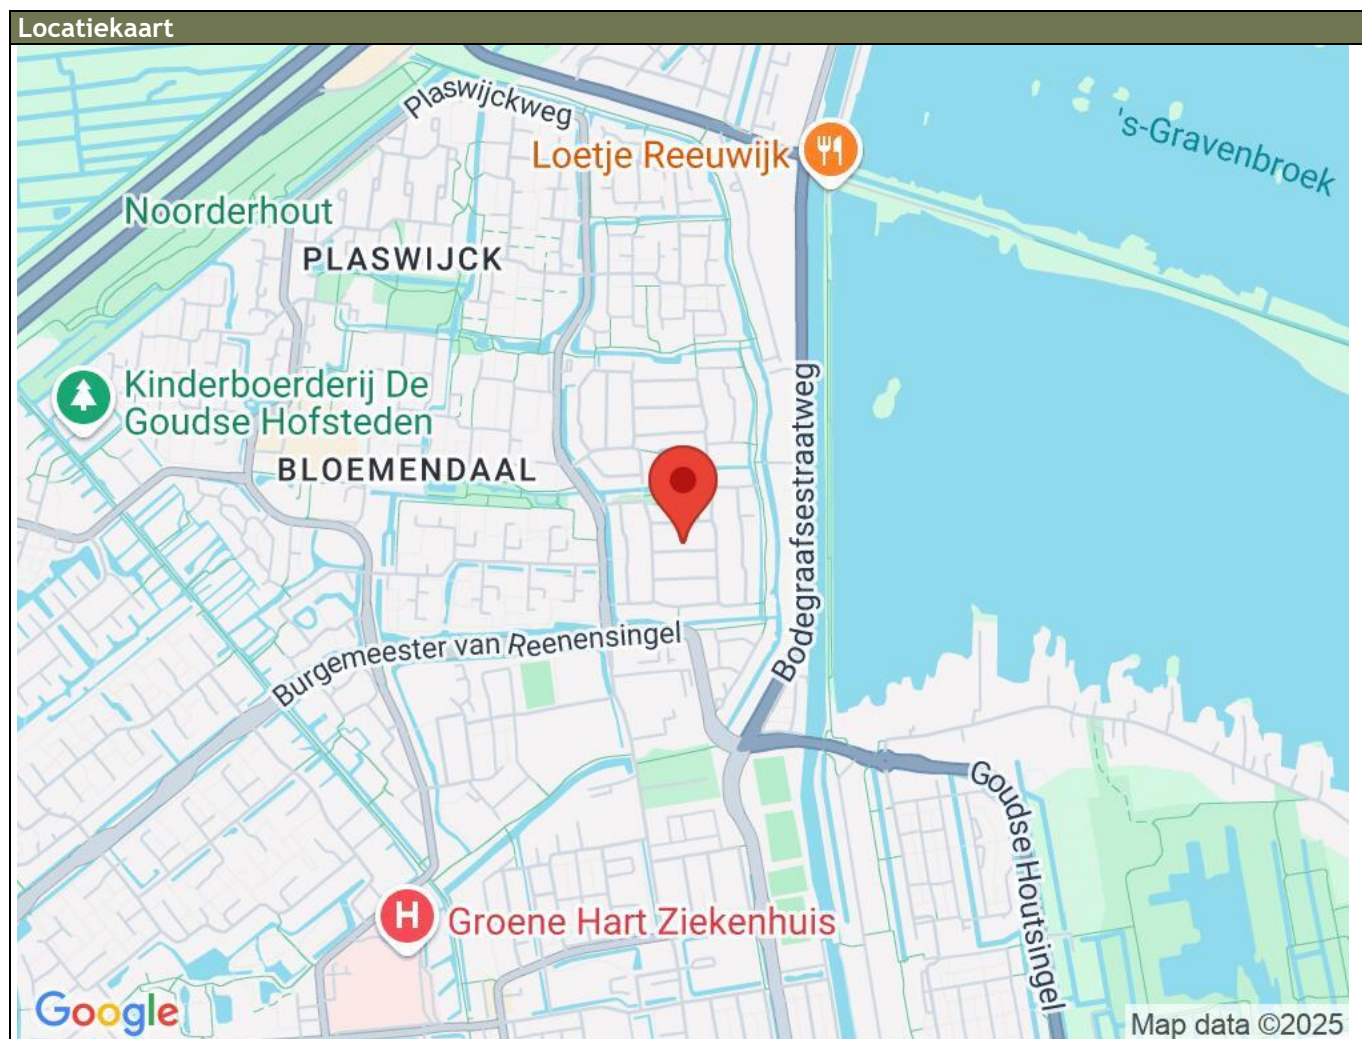 Locatiekaart
Plaswijckweg
's-Gravenbroek
Loetje Reeuwijk
Noorderhout
PLASWIJCK
Kinderboerderij De
Goudse Hofsteden
BLOEMENDAAL
Bodegraafsestraatweg
Burgemeester van Reenensingel
Goudse Houtsingel
H
Groene Hart Ziekenhuis
Google
Map data ©2025